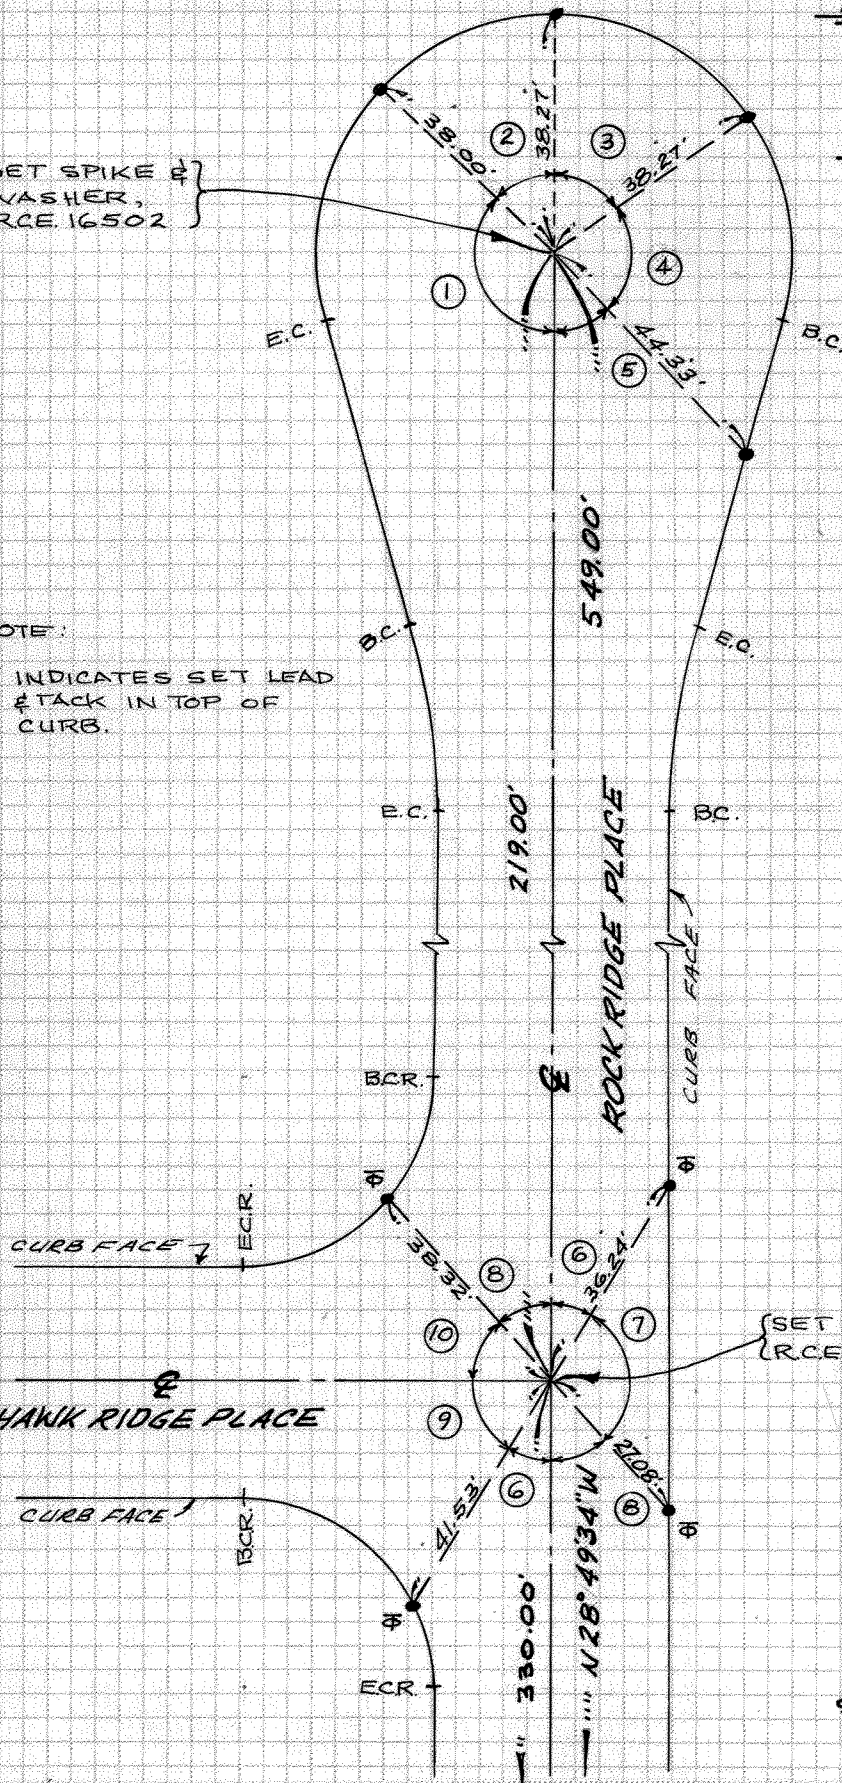 38.27'
38.00'
②
③
38.27'
SET SPIKE &
WASHER,
RCE. 16502
①
④
E.C.
B.C.
44.33'
⑤
549.00'
NOTE:
INDICATES SET LEAD
& TACK IN TOP OF
CURB.
B.C.
E.C.
219.00'
E.C.
B.C.
ROCK RIDGE PLACE
CURB FACE
B.C.R.
℄
E.C.R.
CURB FACE
38.32'
⑧
⑥
36.24'
⑩
⑦
SET
R.C.E
℄
HAWK RIDGE PLACE
⑨
27.08'
⑥
⑧
41.53'
CURB FACE
B.C.R.
N 28° 49'34" W
330.00'
E.C.R.